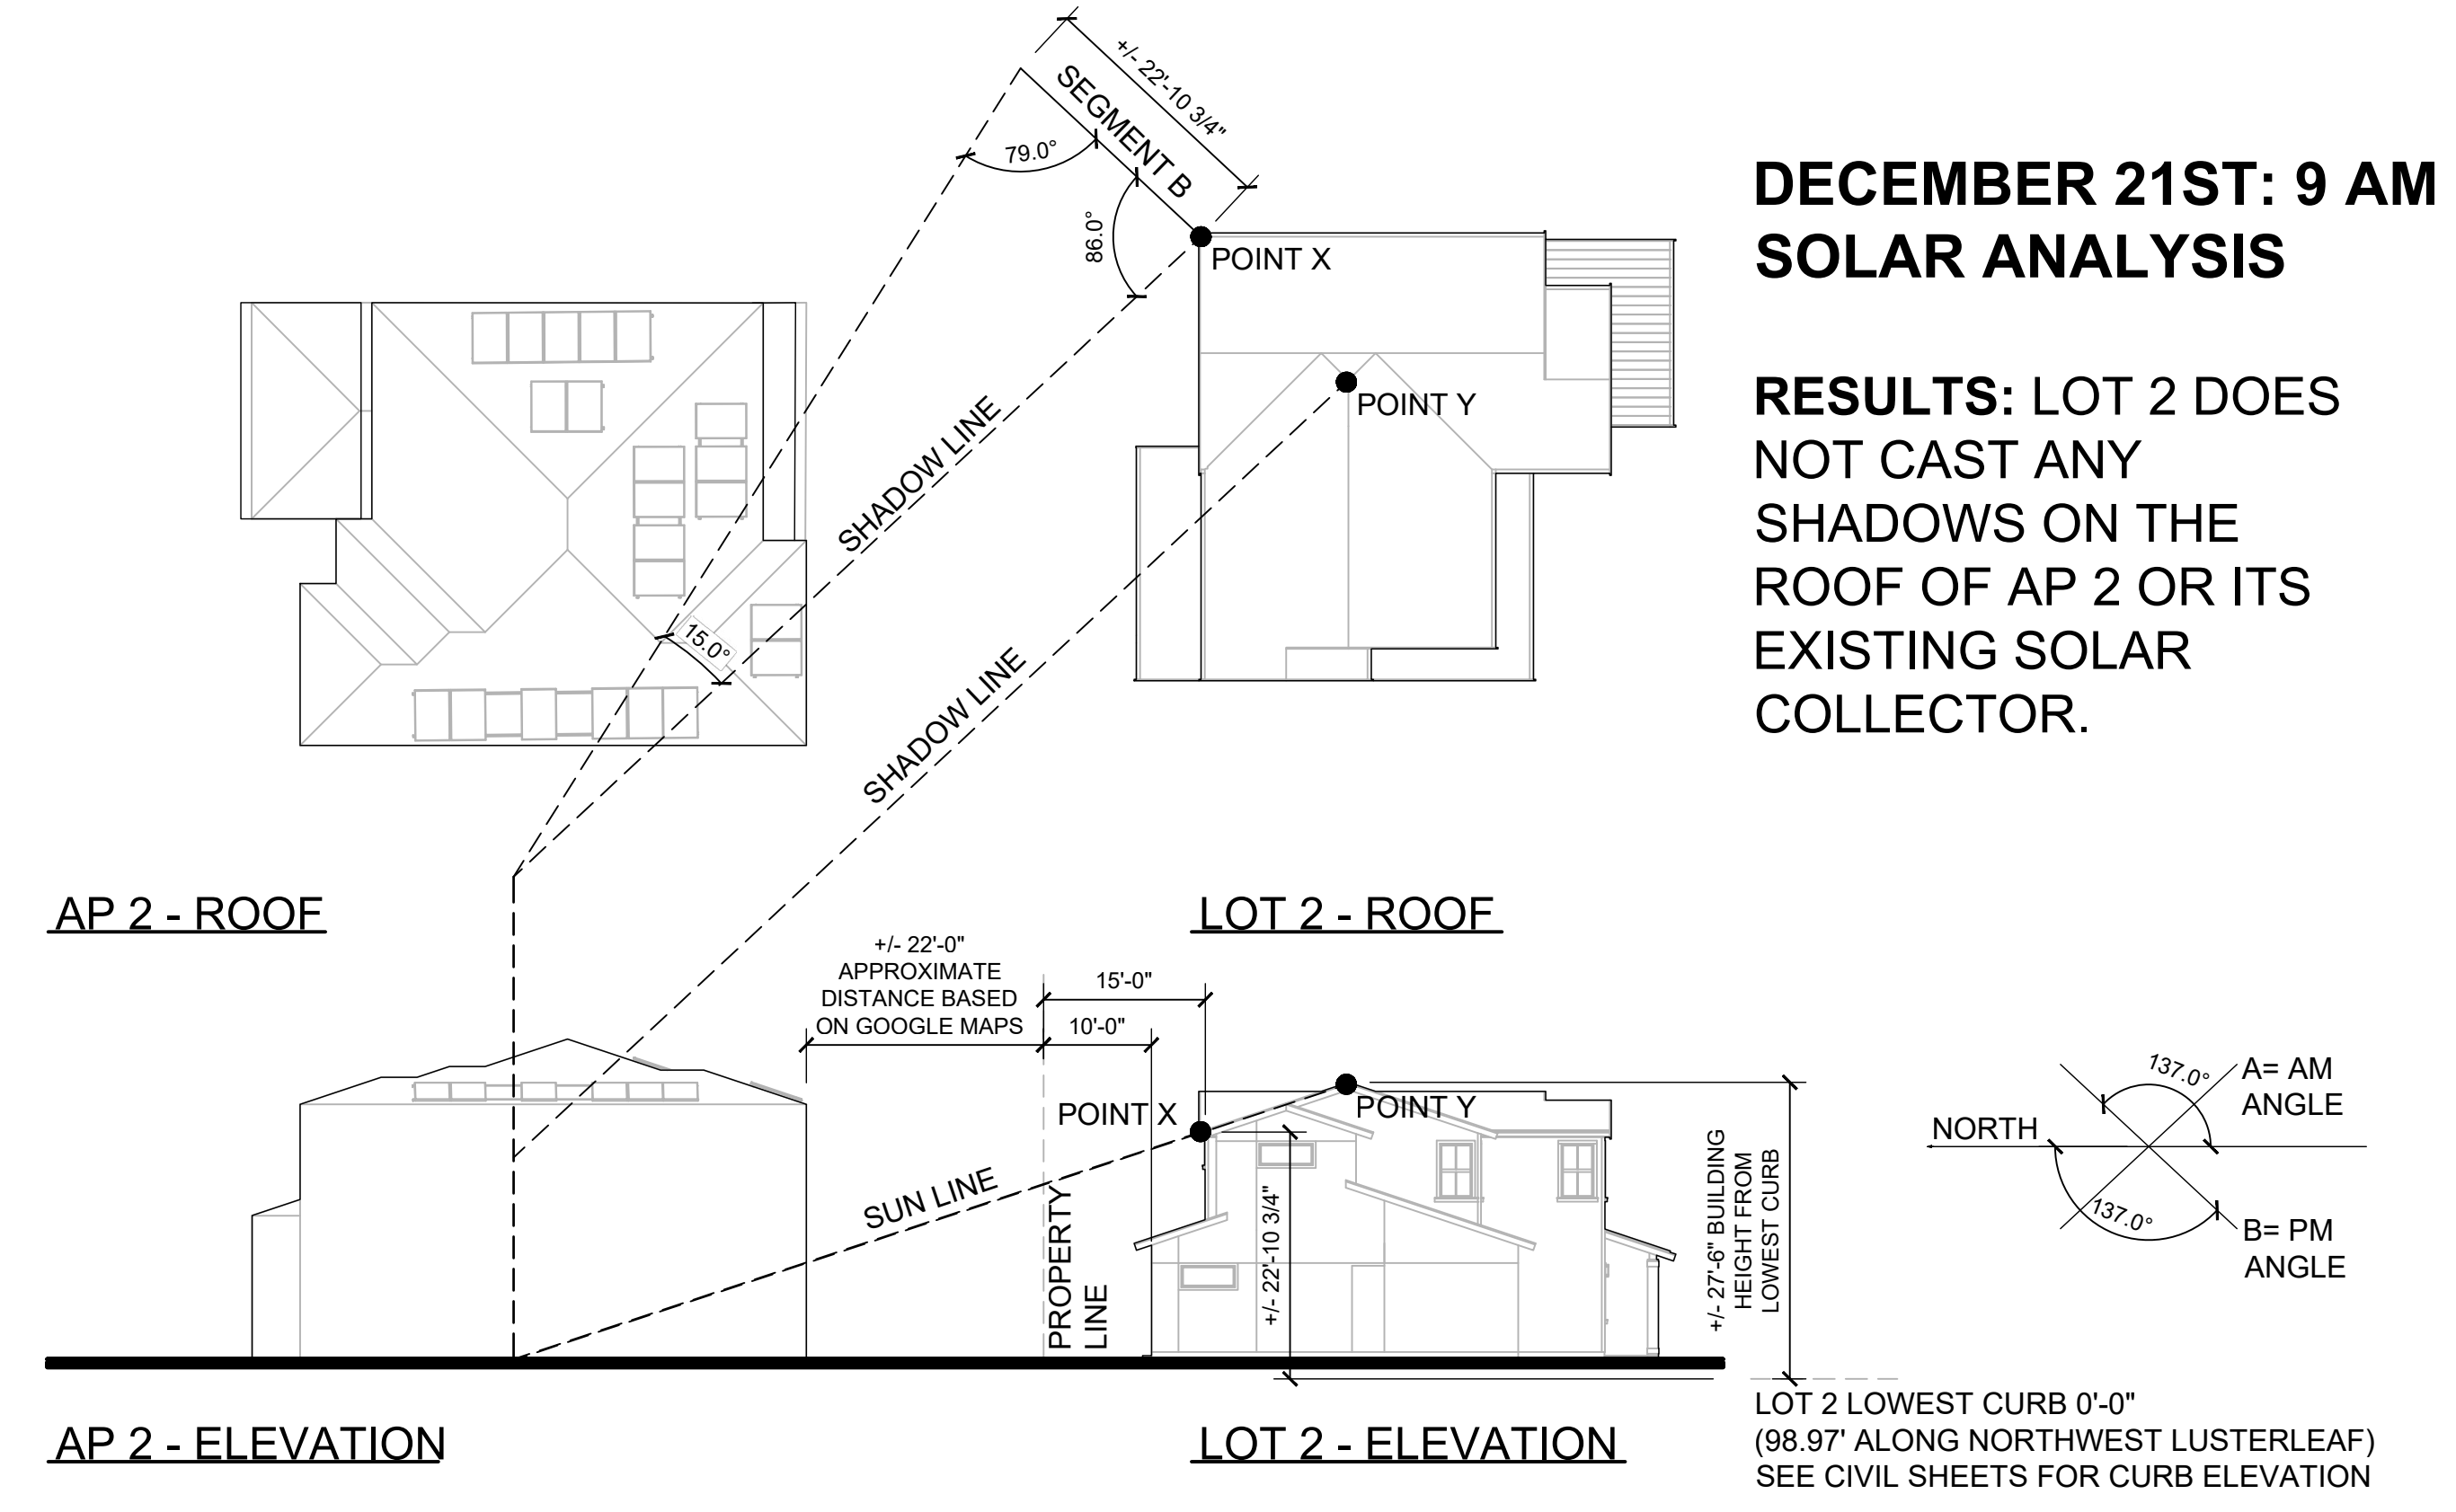 +/- 22'-10 3/4"
SEGMENT B
79.0°
86.0°
POINT X
POINT Y
SHADOW LINE
15.0°
SHADOW LINE
DECEMBER 21ST: 9 AM
SOLAR ANALYSIS
RESULTS: LOT 2 DOES
NOT CAST ANY
SHADOWS ON THE
ROOF OF AP 2 OR ITS
EXISTING SOLAR
COLLECTOR.
AP 2 - ROOF
LOT 2 - ROOF
+/- 22'-0"
APPROXIMATE
DISTANCE BASED
ON GOOGLE MAPS
15'-0"
10'-0"
POINT X
POINT Y
SUN LINE
PROPERTY
LINE
+/- 22'-10 3/4"
+/- 27'-6" BUILDING
HEIGHT FROM
LOWEST CURB
NORTH
137.0°
A= AM
ANGLE
137.0°
B= PM
ANGLE
AP 2 - ELEVATION
LOT 2 - ELEVATION
LOT 2 LOWEST CURB 0'-0"
(98.97' ALONG NORTHWEST LUSTERLEAF)
SEE CIVIL SHEETS FOR CURB ELEVATION